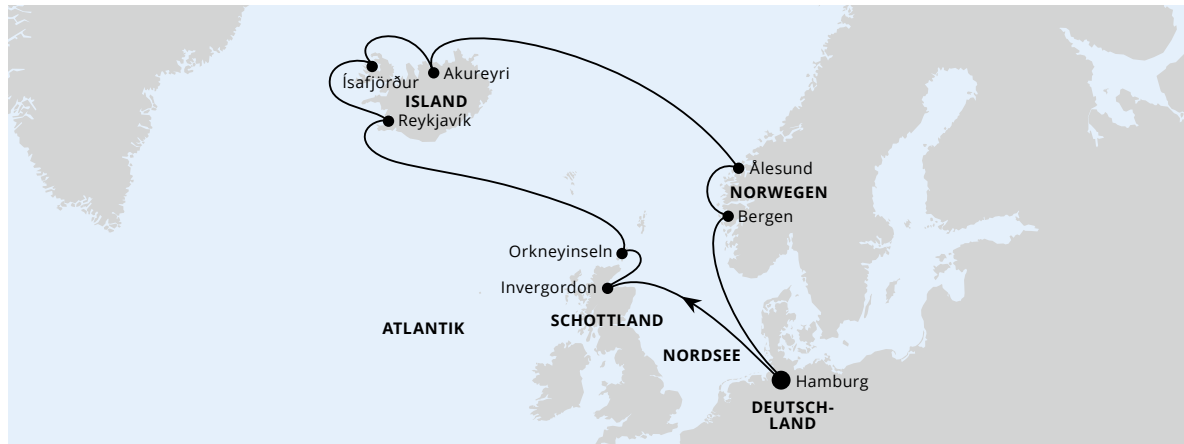 Ísafjörður
Akureyri
ISLAND
Reykjavík
Ålesund
NORWEGEN
Bergen
Orkneyinseln
Invergordon
SCHOTTLAND
ATLANTIK
NORDSEE
Hamburg
DEUTSCH-
LAND